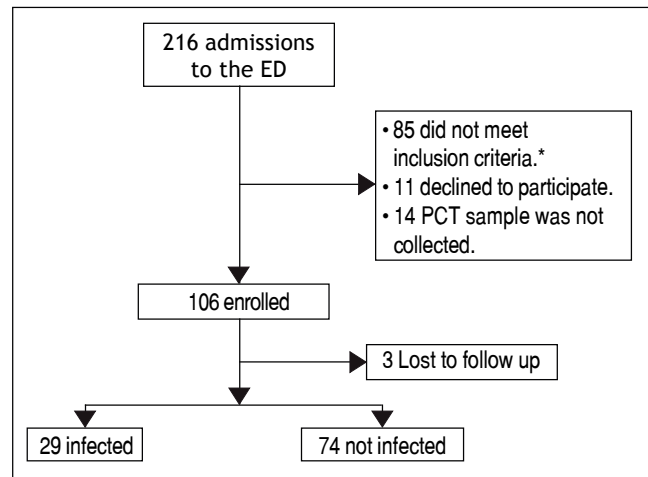 216 admissions
to the ED
• 85 did not meet
inclusion criteria.*
• 11 declined to participate.
• 14 PCT sample was not
collected.
106 enrolled
3 Lost to follow up
29 infected
74 not infected